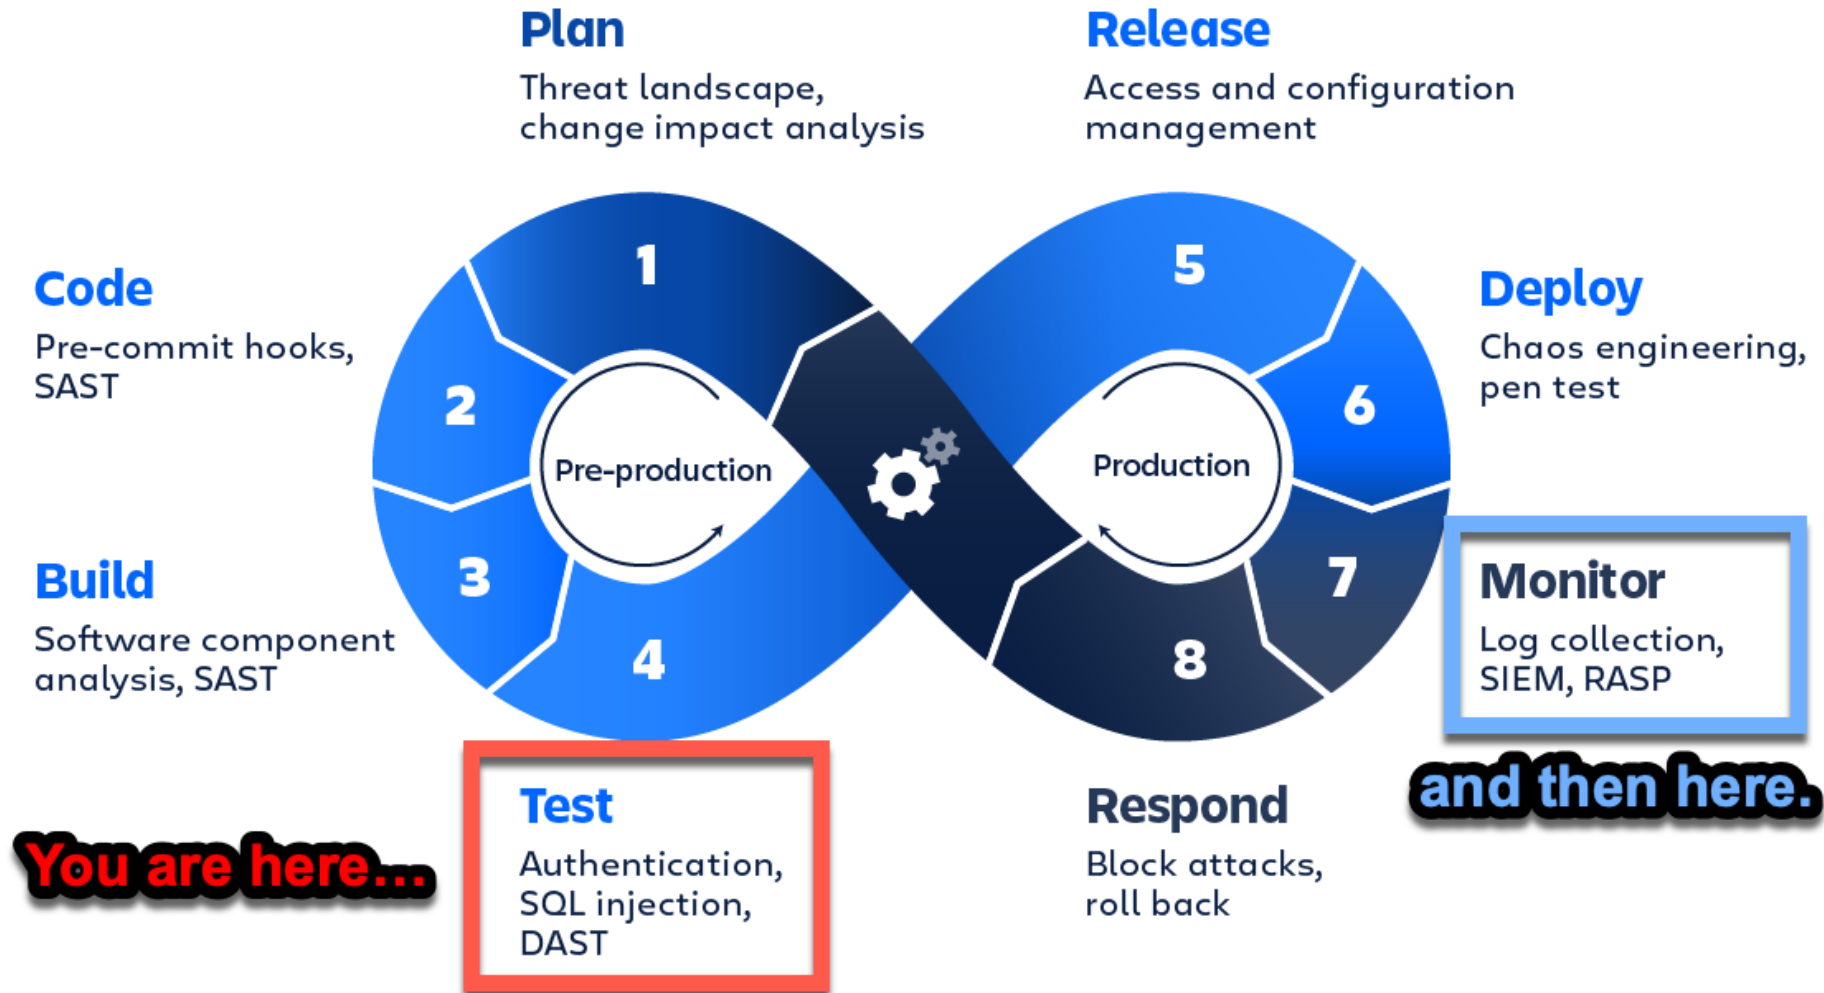 Plan
Threat landscape,
change impact analysis
Release
Access and configuration
management
Code
Pre-commit hooks,
SAST
1
2
3
4
Pre-production
5
6
7
8
Production
Deploy
Chaos engineering,
pen test
Build
Software component
analysis, SAST
Monitor
Log collection,
SIEM, RASP
and then here.
You are here...
Test
Authentication,
SQL injection,
DAST
Respond
Block attacks,
roll back